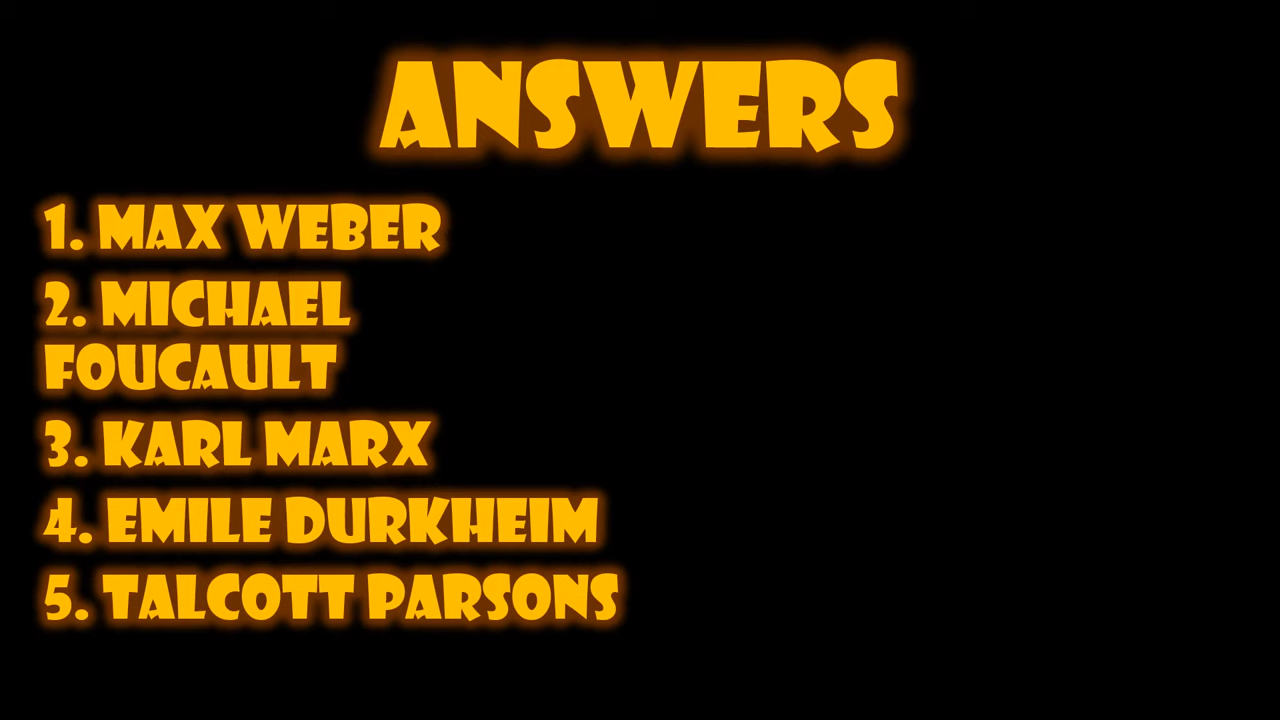 ANSWERS
1. MAX WEBER
2. MICHAEL
FOUCAULT
3. KARL MARX
4. EMILE DURKHEIM
5. TALCOTT PARSONS